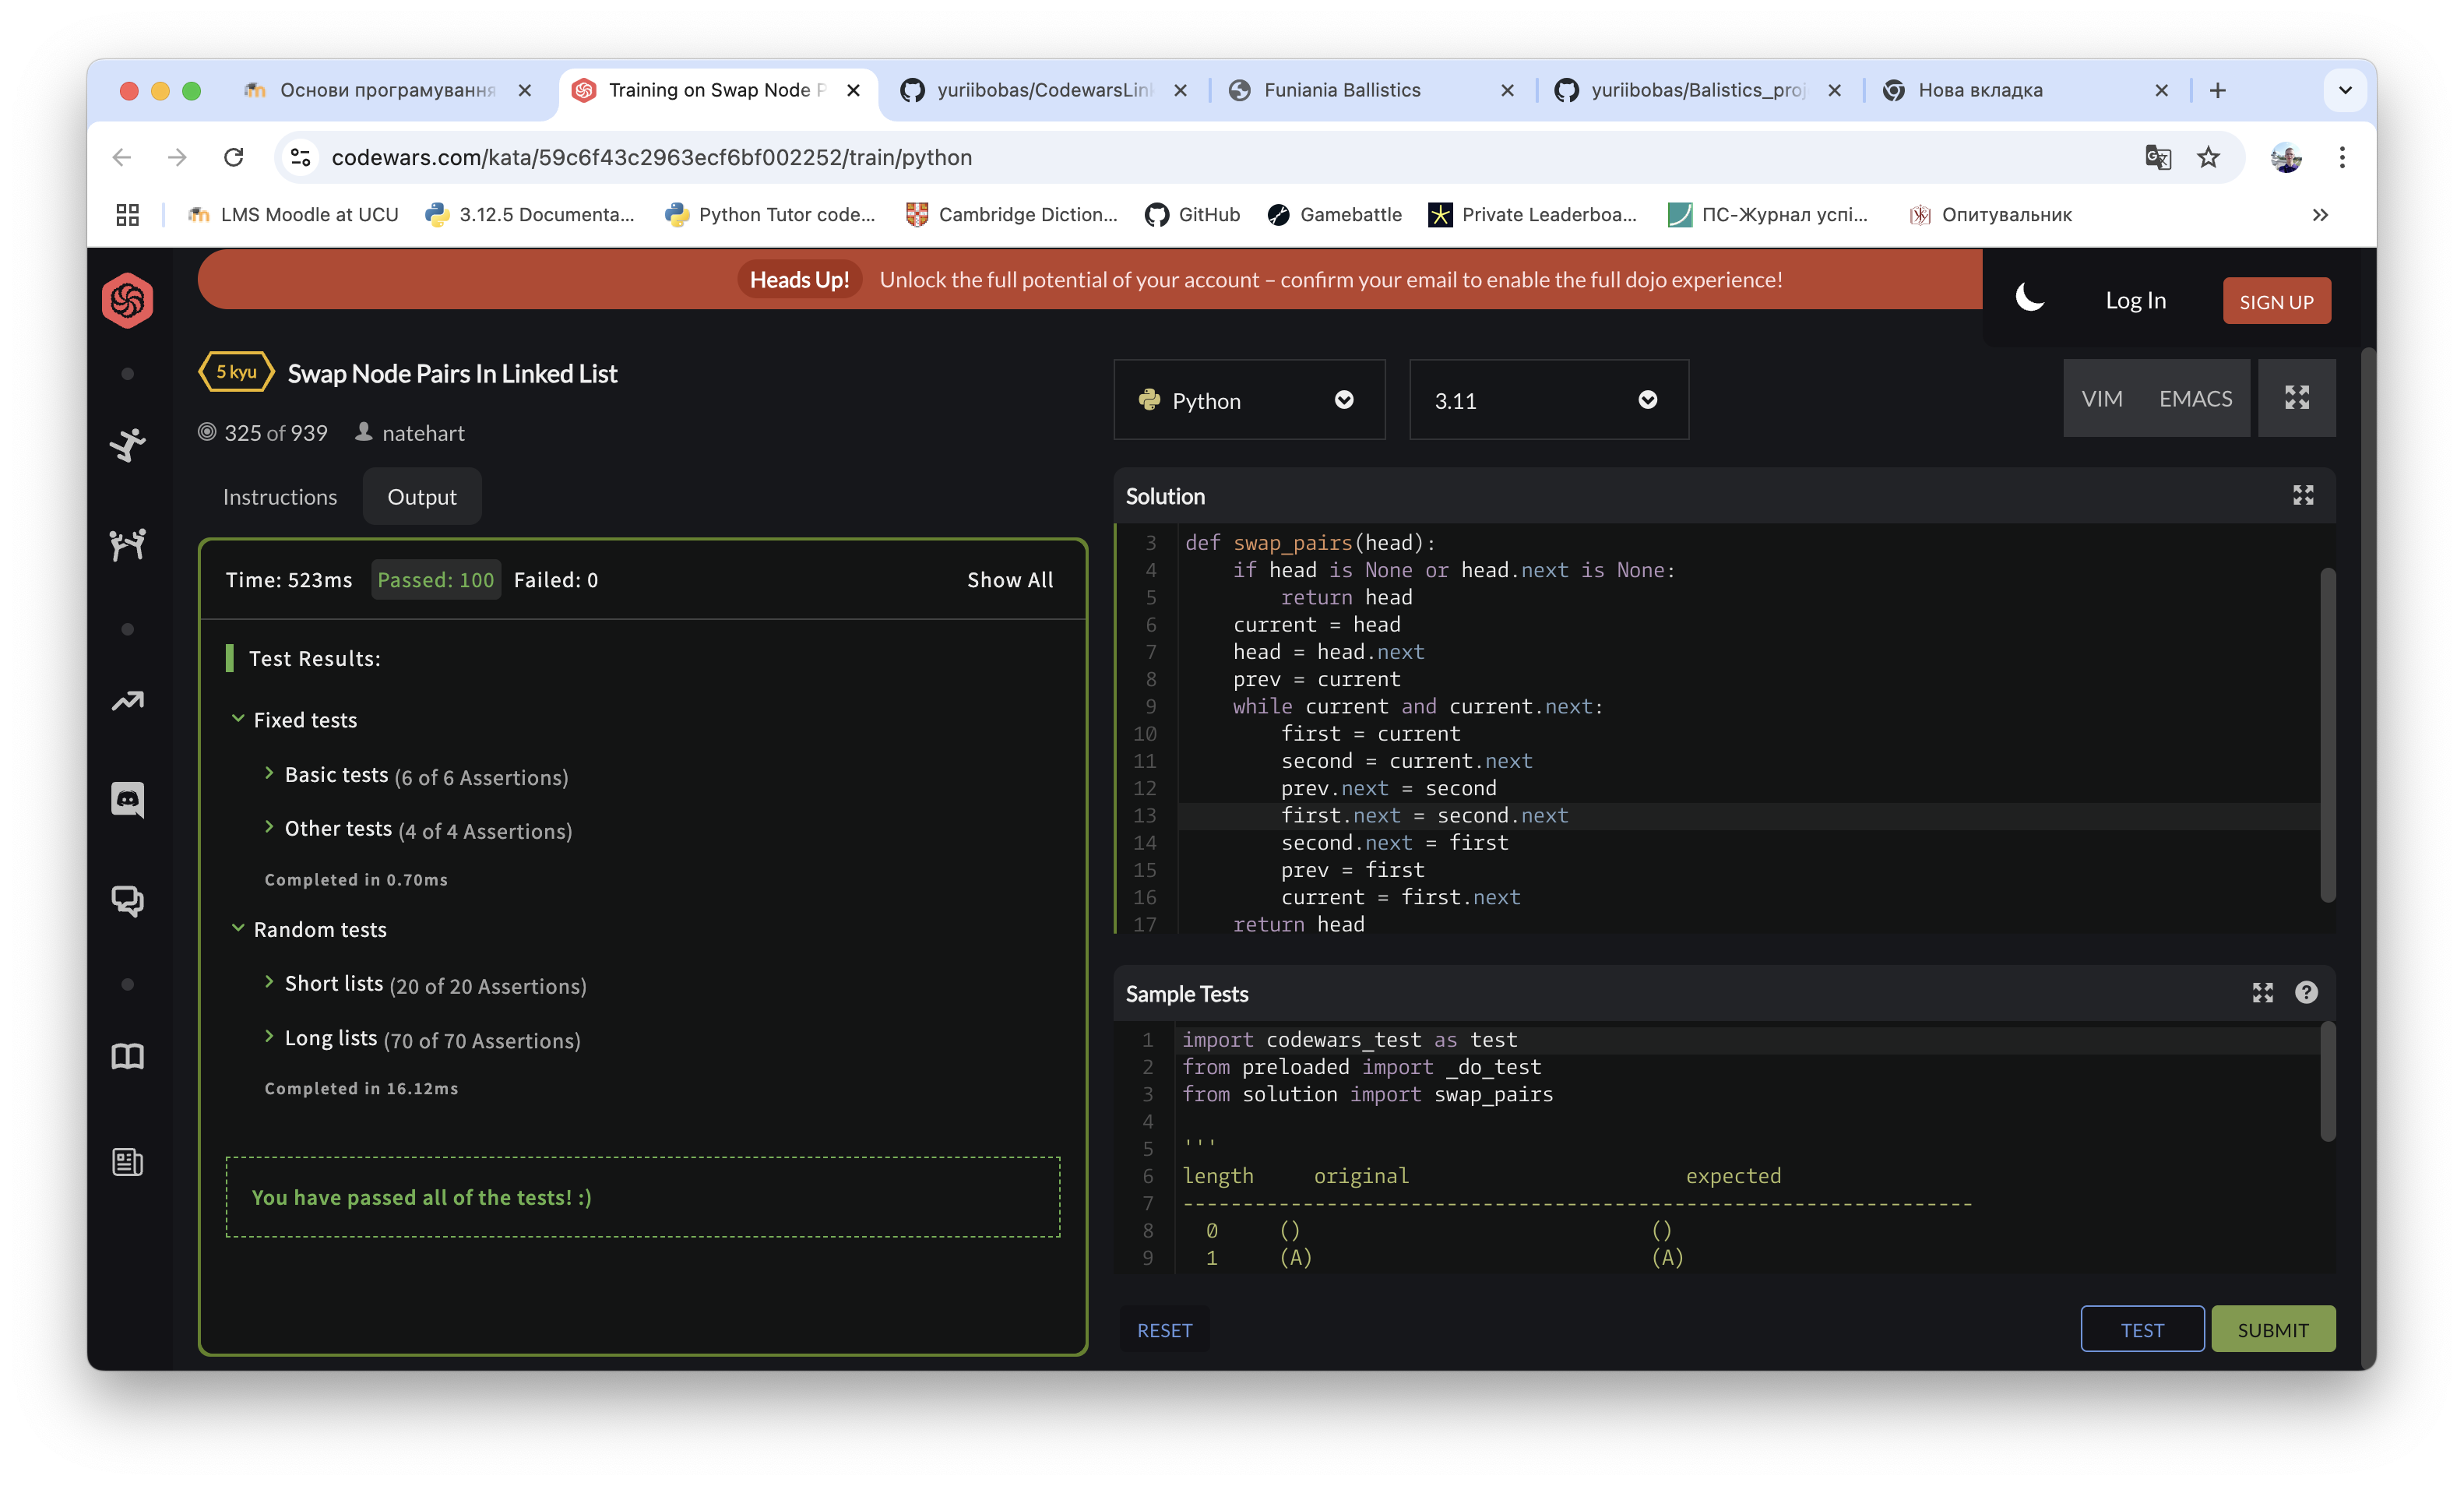 Основи програмування
Training on Swap Node P
yuriibobas/CodewarsLin
Funiania Ballistics
yuriibobas/Balistics_proj
Нова вкладка
codewars.com/kata/59c6f43c2963ecf6bf002252/train/python
LMS Moodle at UCU
3.12.5 Documenta...
Python Tutor code...
Cambridge Diction...
GitHub
Gamebattle
Private Leaderboa...
ПС-Журнал успі...
Опитувальник
Heads Up! Unlock the full potential of your account – confirm your email to enable the full dojo experience!
Log In
SIGN UP
5 kyu
Swap Node Pairs In Linked List
325 of 939 natehart
Python
3.11
VIM EMACS
Instructions
Output
Time: 523ms Passed: 100 Failed: 0 Show All
Test Results:
Fixed tests
Basic tests (6 of 6 Assertions)
Other tests (4 of 4 Assertions)
Completed in 0.70ms
Random tests
Short lists (20 of 20 Assertions)
Long lists (70 of 70 Assertions)
Completed in 16.12ms
You have passed all of the tests! :)
Solution
3 def swap_pairs(head):
4 if head is None or head.next is None:
5 return head
6 current = head
7 head = head.next
8 prev = current
9 while current and current.next:
10 first = current
11 second = current.next
12 prev.next = second
13 first.next = second.next
14 second.next = first
15 prev = first
16 current = first.next
17 return head
Sample Tests
1 import codewars_test as test
2 from preloaded import _do_test
3 from solution import swap_pairs
4
5 '''
6 length original expected
7 ------------------------------------------------------------------
8 0 () ()
9 1 (A) (A)
RESET
TEST
SUBMIT